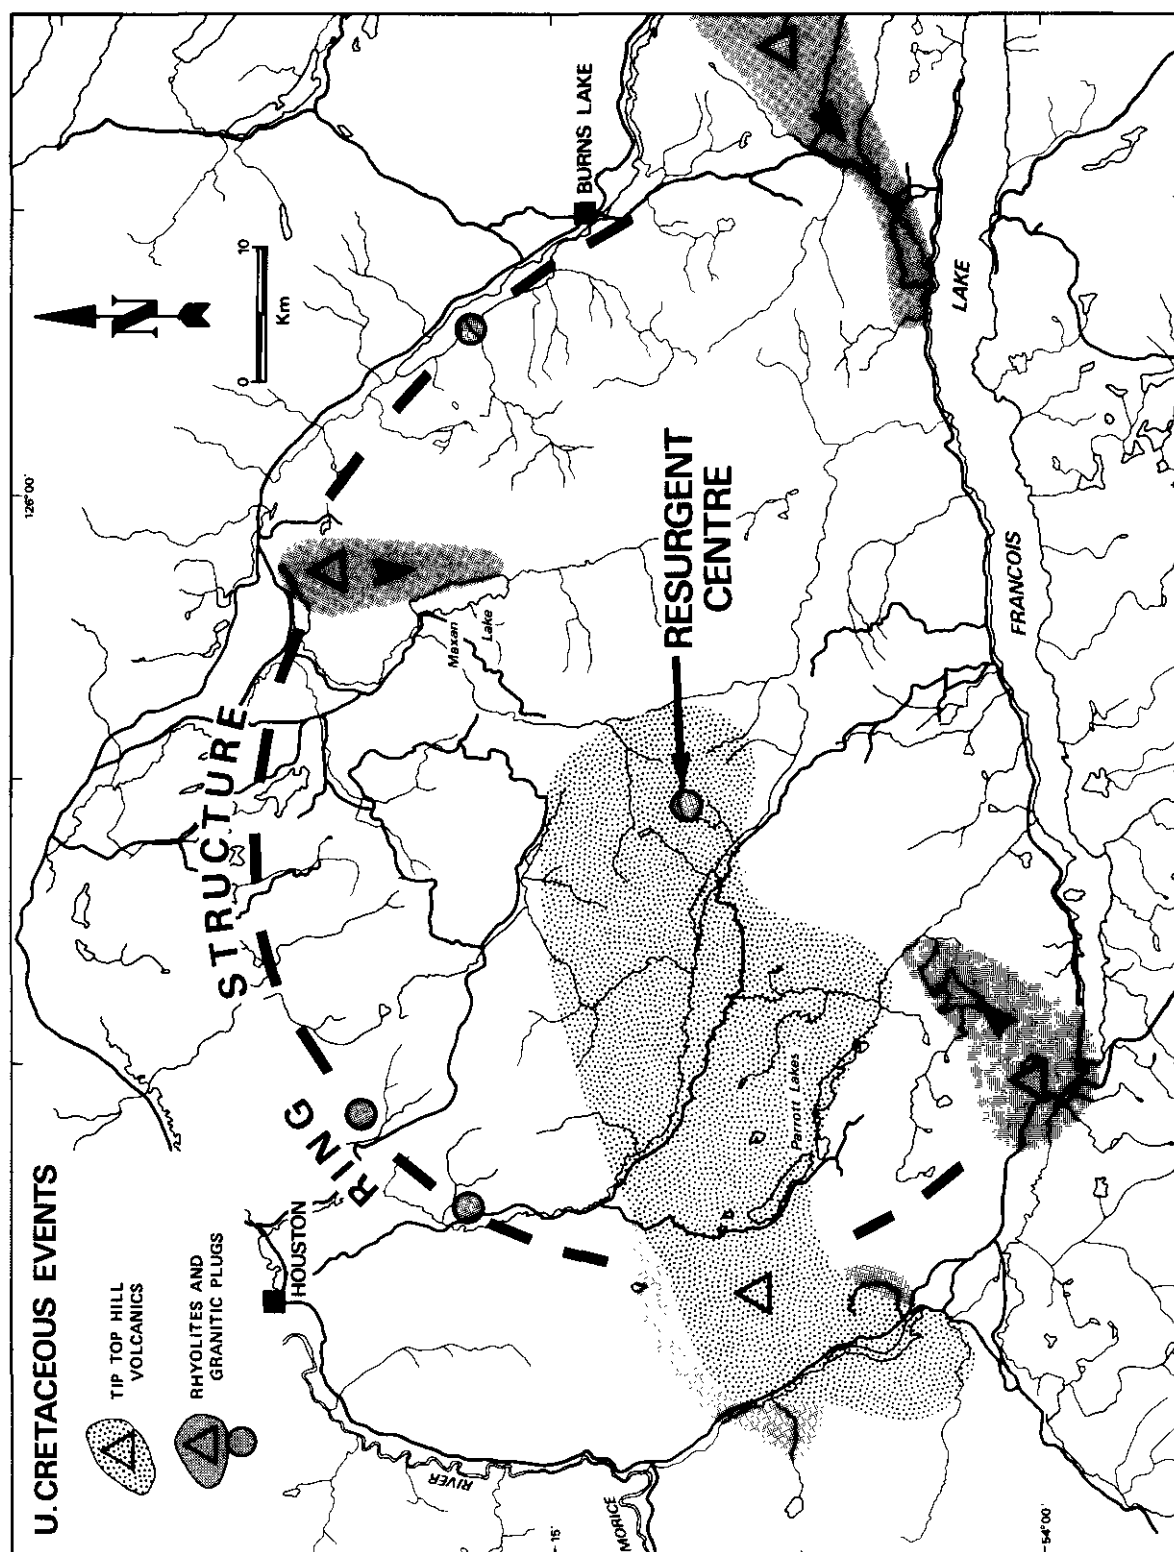 U. CRETACEOUS EVENTS
TIP TOP HILL
VOLCANICS
RHYOLITES AND
GRANITIC PLUGS
HOUSTON
RING
STRUCTURE
126°00'
N
0 10
Km
BURNS LAKE
Maxan
Lake
RESURGENT
CENTRE
Parrott Lakes
FRANCOIS
LAKE
MORICE
RIVER
15'
54°00'